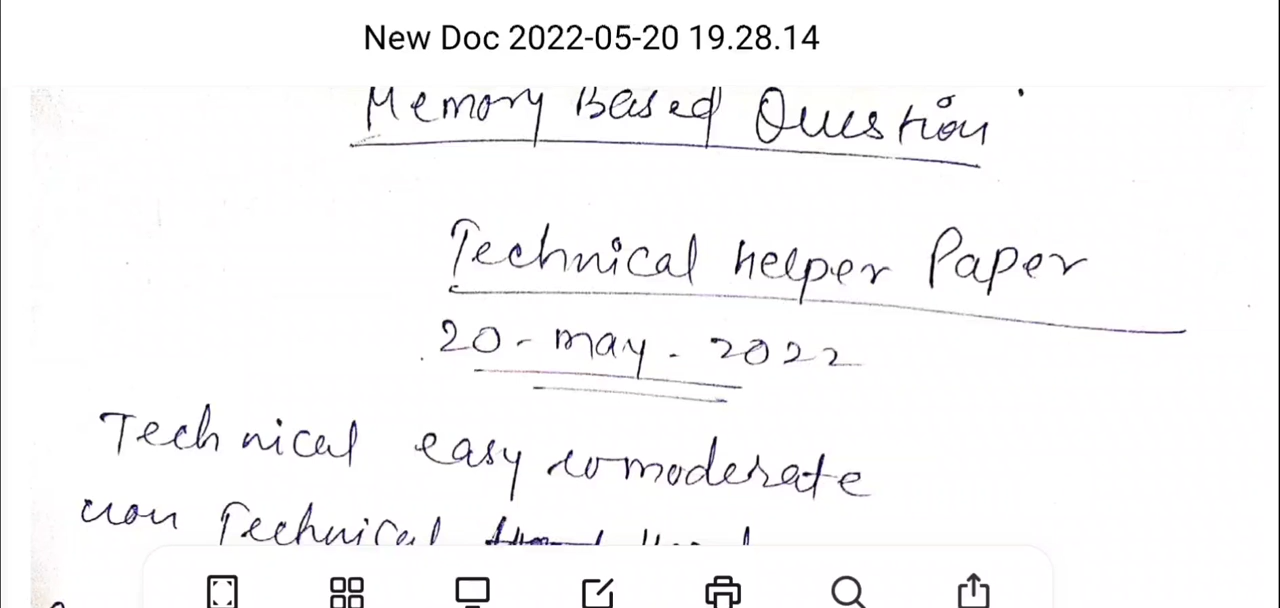 New Doc 2022-05-20 19.28.14
Memory Based Question
Technical helper Paper
20-may-2022
Technical easy to moderate
non Technical